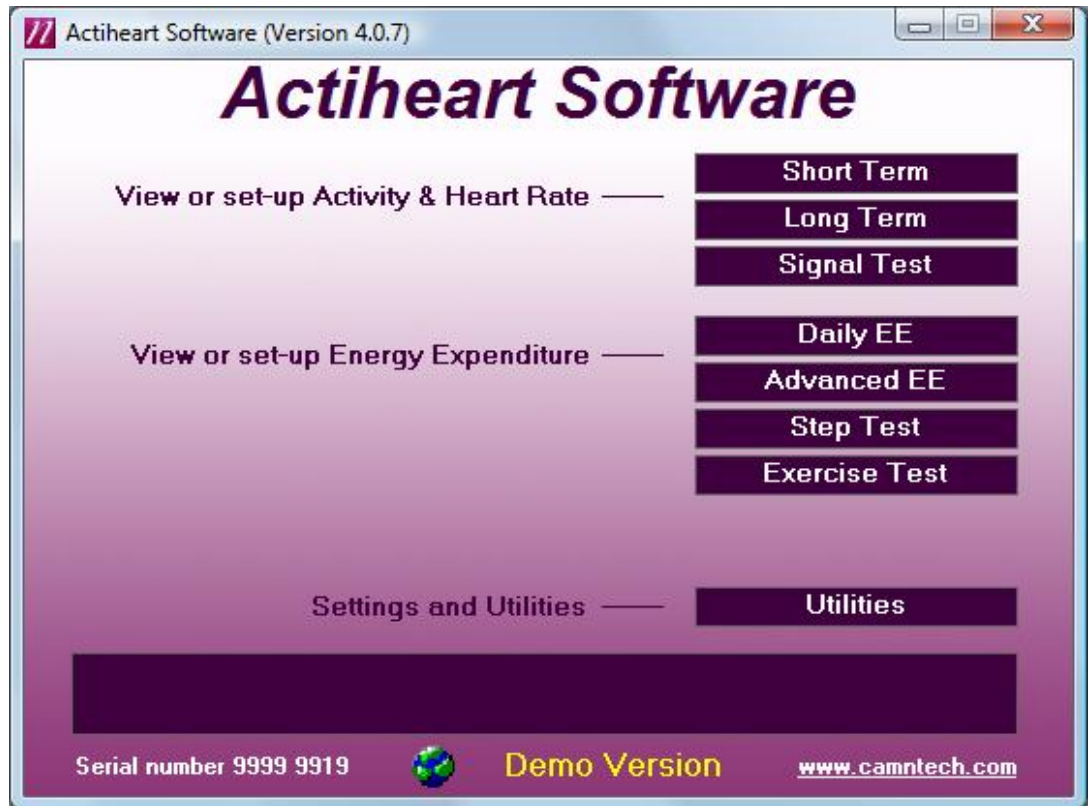 Actiheart Software (Version 4.0.7)
Actiheart Software
View or set-up Activity & Heart Rate
Short Term
Long Term
Signal Test
View or set-up Energy Expenditure
Daily EE
Advanced EE
Step Test
Exercise Test
Settings and Utilities
Utilities
Serial number 9999 9919
Demo Version
www.camntech.com